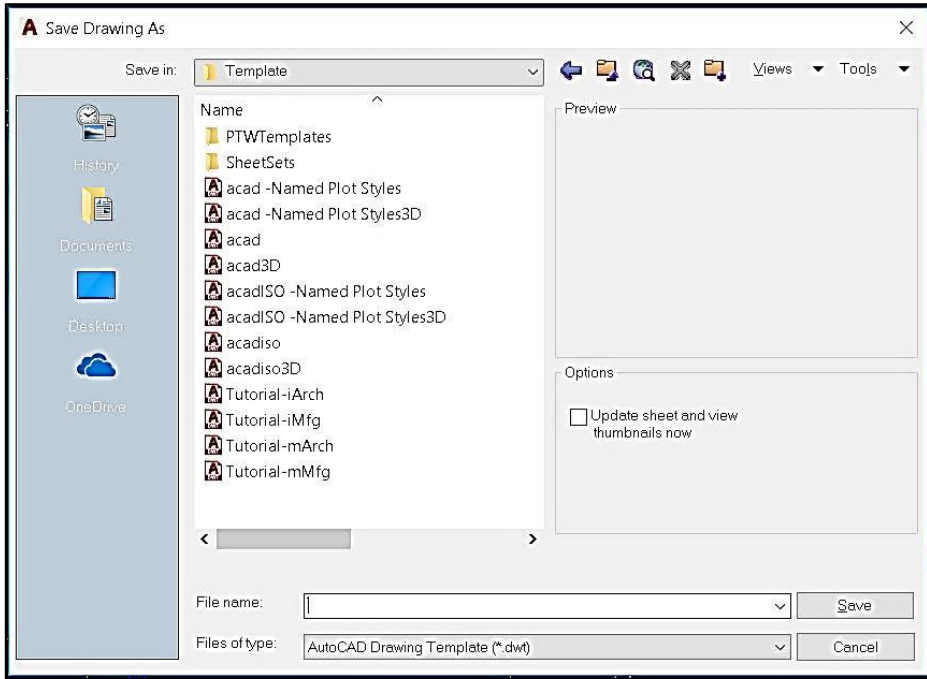 Save Drawing As
Save in: Template Views Tools
History
Documents
Desktop
OneDrive
Name
PTWTemplates
SheetSets
acad -Named Plot Styles
acad -Named Plot Styles3D
acad
acad3D
acadISO -Named Plot Styles
acadISO -Named Plot Styles3D
acadiso
acadiso3D
Tutorial-iArch
Tutorial-iMfg
Tutorial-mArch
Tutorial-mMfg
Preview
Options
Update sheet and view
thumbnails now
File name: Save
Files of type: AutoCAD Drawing Template (*.dwt) Cancel